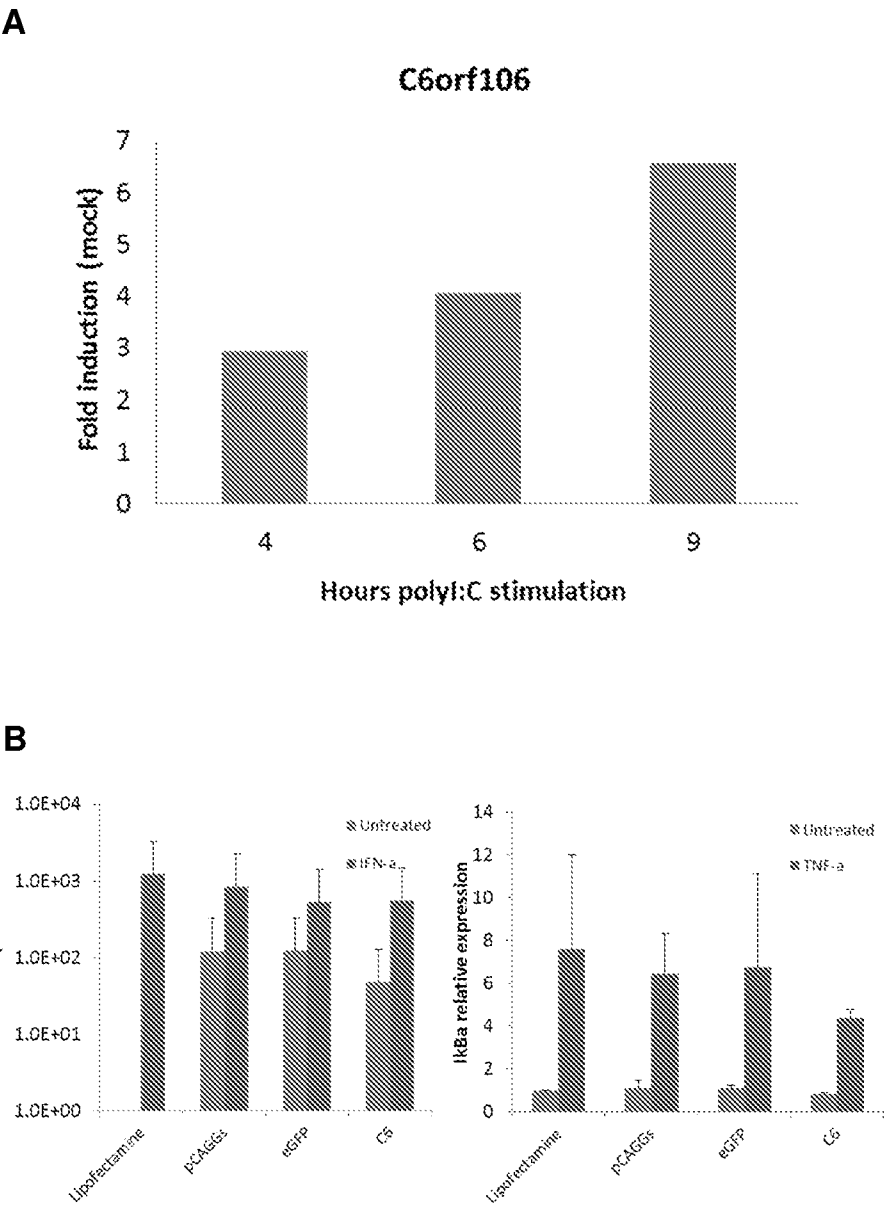 A
C6orf106
7
6
5
4
3
2
1
0
Fold induction (mock)
4 6 9
Hours polyI:C stimulation
B
1.0E+04
1.0E+03
1.0E+02
1.0E+01
1.0E+00
Untreated
IFN-a
Lipofectamine pCAGGs eGFP C6
14
12
10
8
6
4
2
0
IkBa relative expression
Untreated
TNF-a
Lipofectamine pCAGGs eGFP C6